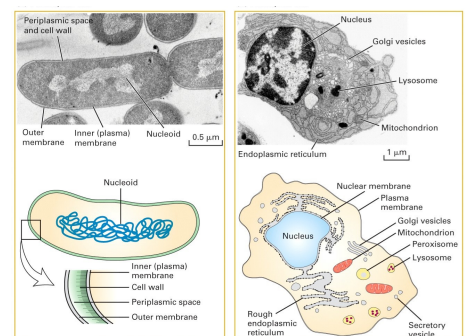 Periplasmic space
and cell wall
Outer
membrane
Inner (plasma)
membrane
Nucleoid
0.5 μm
Nucleoid
Inner (plasma)
membrane
Cell wall
Periplasmic space
Outer membrane
Nucleus
Golgi vesicles
Lysosome
Mitochondrion
Endoplasmic reticulum
1 μm
Nuclear membrane
Plasma
membrane
Golgi vesicles
Mitochondrion
Peroxisome
Lysosome
Nucleus
Rough
endoplasmic
reticulum
Secretory
vesicle